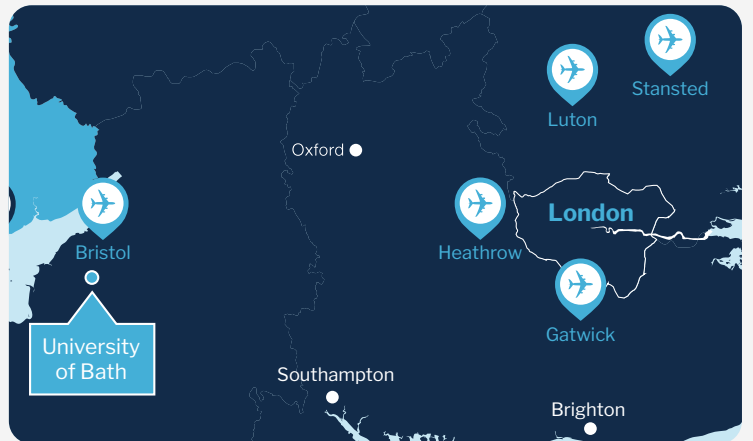 Stansted
Luton
Oxford
London
Bristol
Heathrow
Gatwick
University
of Bath
Southampton
Brighton